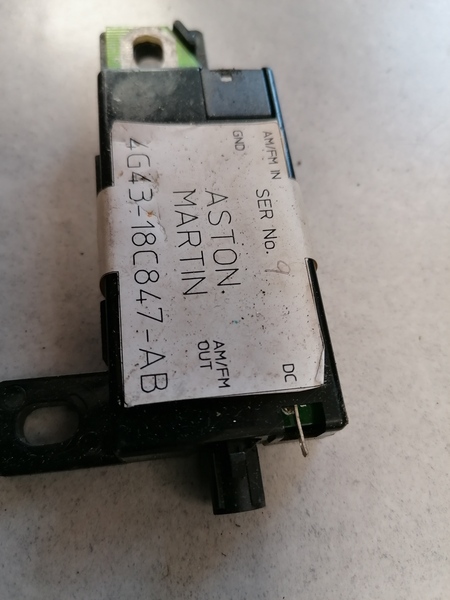 AM/FM IN
GND
SER No. 9
ASTON
MARTIN
4G43-18C847-AB
DC
AM/FM
OUT